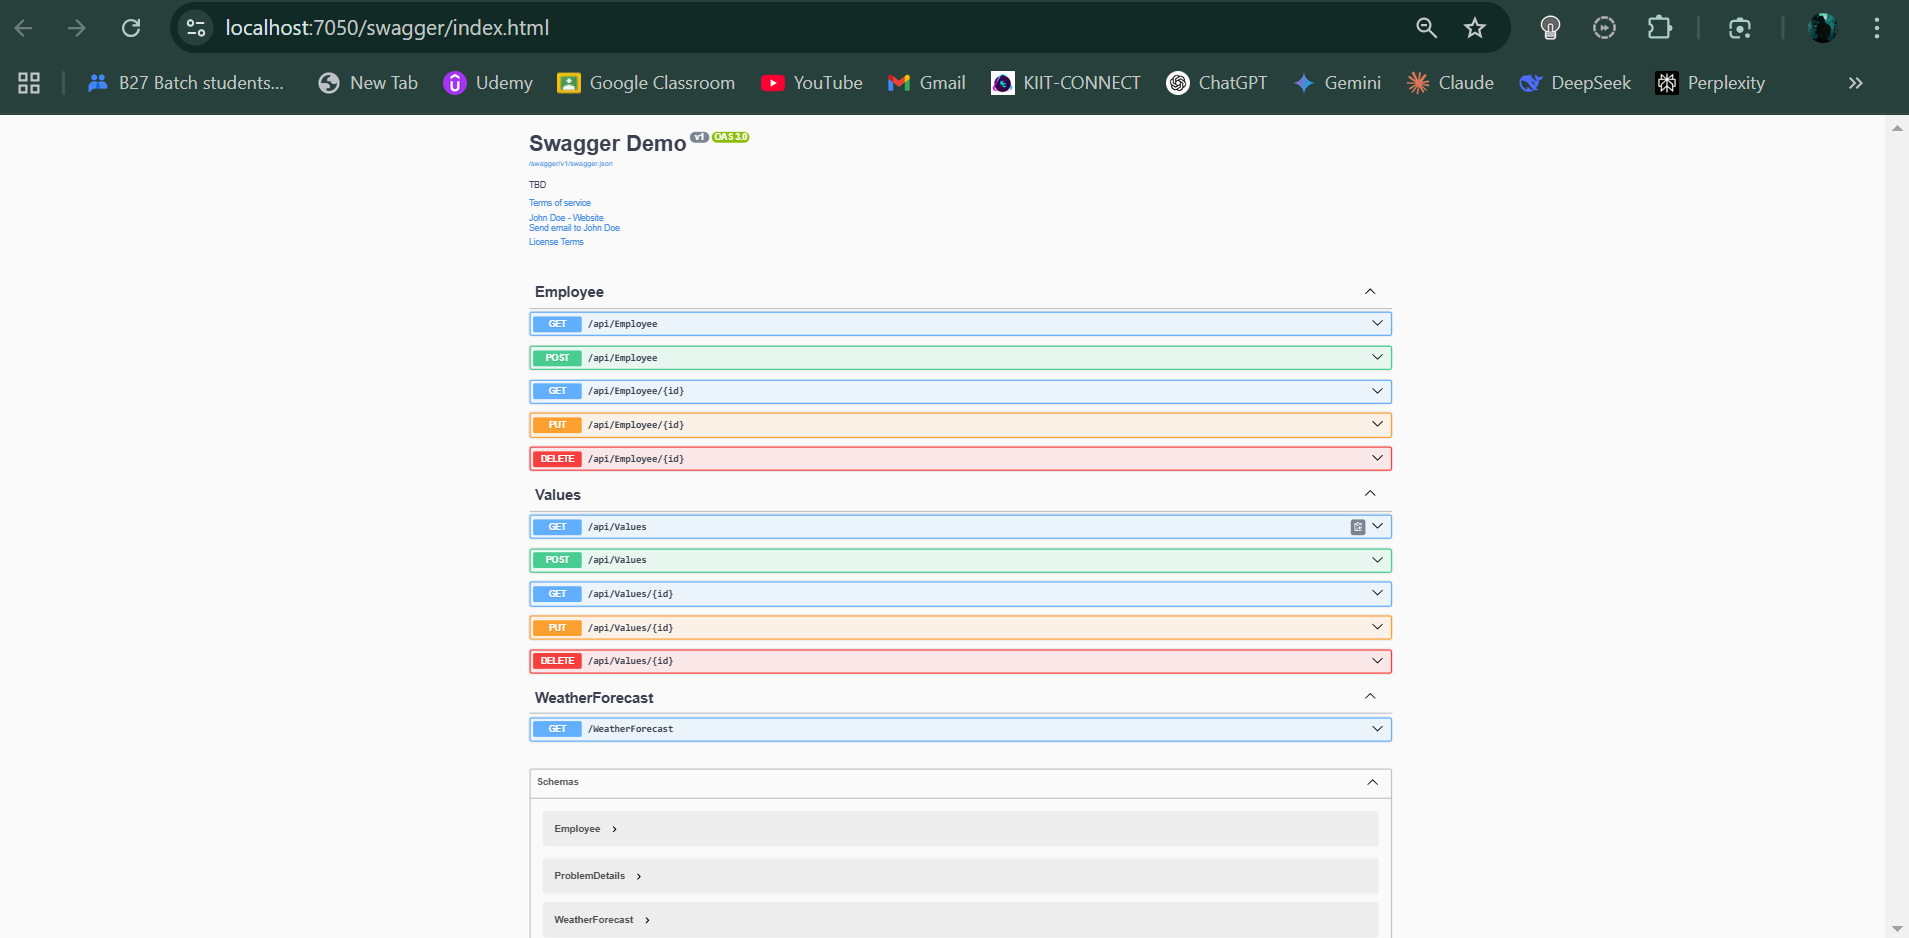 localhost:7050/swagger/index.html
B27 Batch students... New Tab Udemy Google Classroom YouTube Gmail KIIT-CONNECT ChatGPT Gemini Claude DeepSeek Perplexity
Swagger Demo v1 OAS 3.0
/swagger/v1/swagger.json
TBD
Terms of service
John Doe - Website
Send email to John Doe
License Terms
Employee
GET /api/Employee
POST /api/Employee
GET /api/Employee/{id}
PUT /api/Employee/{id}
DELETE /api/Employee/{id}
Values
GET /api/Values
POST /api/Values
GET /api/Values/{id}
PUT /api/Values/{id}
DELETE /api/Values/{id}
WeatherForecast
GET /WeatherForecast
Schemas
Employee
ProblemDetails
WeatherForecast